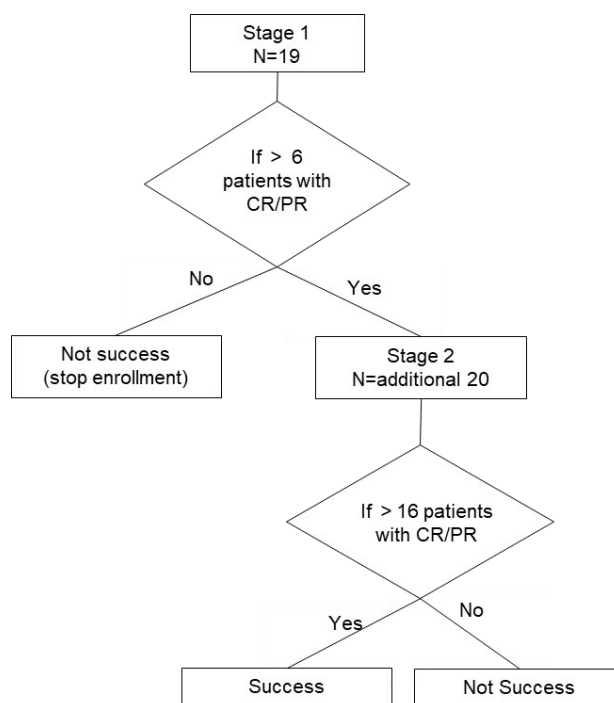 Stage 1
N=19
If > 6
patients with
CR/PR
No
Yes
Not success
(stop enrollment)
Stage 2
N=additional 20
If > 16 patients
with CR/PR
Yes
No
Success
Not Success